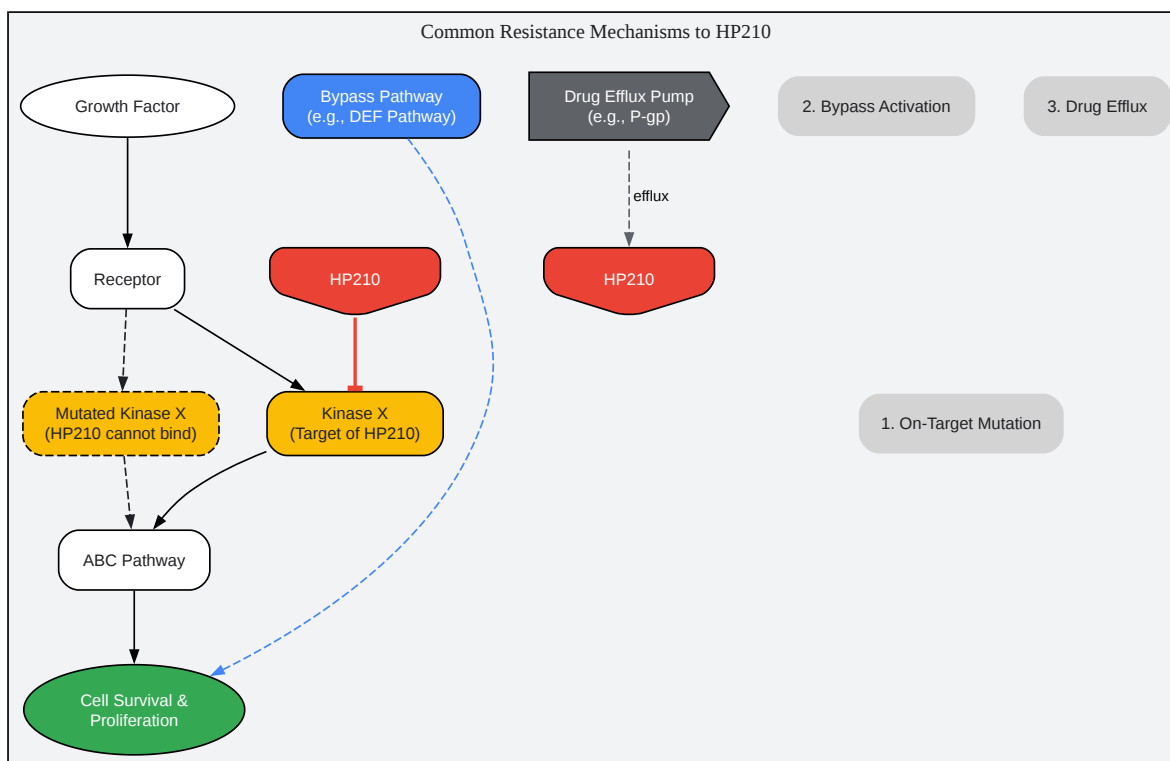 Common Resistance Mechanisms to HP210
Growth Factor
Bypass Pathway
(e.g., DEF Pathway)
Drug Efflux Pump
(e.g., P-gp)
2. Bypass Activation
3. Drug Efflux
efflux
Receptor
HP210
HP210
Mutated Kinase X
(HP210 cannot bind)
Kinase X
(Target of HP210)
1. On-Target Mutation
ABC Pathway
Cell Survival &
Proliferation